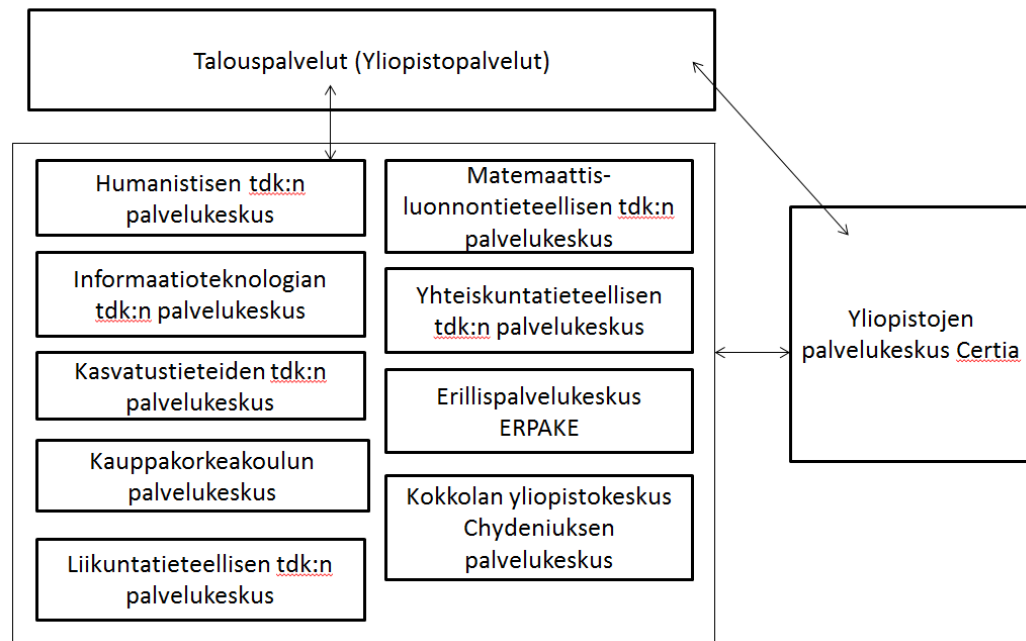 Talouspalvelut (Yliopistopalvelut)
Humanistisen tdk:n
palvelukeskus
Informaatioteknologian
tdk:n palvelukeskus
Kasvatustieteiden tdk:n
palvelukeskus
Kauppakorkeakoulun
palvelukeskus
Liikuntatieteellisen tdk:n
palvelukeskus
Matemaattis-
luonnontieteellisen tdk:n
palvelukeskus
Yhteiskuntatieteellisen
tdk:n palvelukeskus
Erillispalvelukeskus
ERPAKE
Kokkolan yliopistokeskus
Chydeniuksen
palvelukeskus
Yliopistojen
palvelukeskus Certia